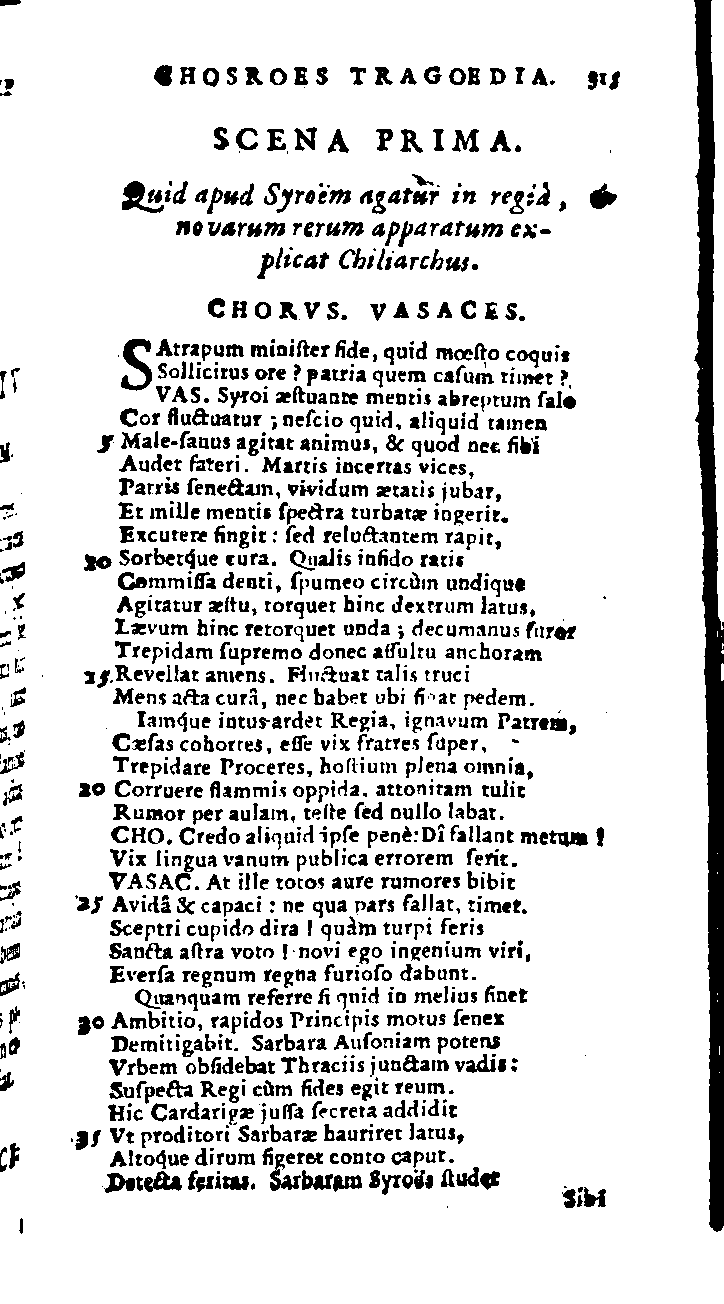 CHOSROES TRAGOEDIA. 315
SCENA PRIMA.
Quid apud Syroëm agatur in regiâ, &
novarum rerum apparatum ex-
plicat Chiliarchus.
CHORVS. VASACES.
SAtrapum miniſter fide, quid mœſto coquis
Sollicitus ore ? patria quem caſum timet ?
VAS. Syroi æſtuante mentis abreptum ſalo
Cor fluctuatur ; neſcio quid, aliquid tamen
5 Male-ſanus agitat animus, & quod nec ſibi
Audet fateri. Martis incertas vices,
Patris ſenectam, vividum ætatis jubar,
Et mille mentis ſpectra turbatæ ingerit.
Excutere fingit : ſed reluctantem rapit,
10 Sorbetq́ue cura. Qualis infido ratis
Commiſſa denti, ſpumeo circùm undique
Agitatur æſtu, torquet hinc dextrum latus,
Lævum hinc retorquet unda ; decumanus furor
Trepidam ſupremo donec aſſultu anchoram
15. Revellat amens. Fluctuat talis truci
Mens acta curâ, nec habet ubi figat pedem.
Iamq́ue intus ardet Regia, ignavum Patrem,
Cæſas cohortes, eſſe vix fratres ſuper,
Trepidare Proceres, hoſtium plena omnia,
20 Corruere flammis oppida, attonitam tulit
Rumor per aulam, teſte ſed nullo labat.
CHO. Credo aliquid ipſe penè: Dî fallant metum !
Vix lingua vanum publica errorem ſerit.
VASAC. At ille totos aure rumores bibit
25 Avidâ & capaci : ne qua pars fallat, timet.
Sceptri cupido dira ! quàm turpi feris
Sancta aſtra voto ! novi ego ingenium viri,
Everſa regnum regna furioſo dabunt.
Quanquam referre ſi quid in melius ſinet
30 Ambitio, rapidos Principis motus ſenex
Demitigabit. Sarbara Auſoniam potens
Vrbem obſidebat Thraciis junctam vadis :
Suſpecta Regi cùm fides egit reum.
Hic Cardarigæ juſſa ſecreta addidit
35 Vt proditori Sarbaræ hauriret latus,
Altoq́ue dirum figeret conto caput.
Detecta feritas. Sarbaram Syroës ſtudet
Sibi